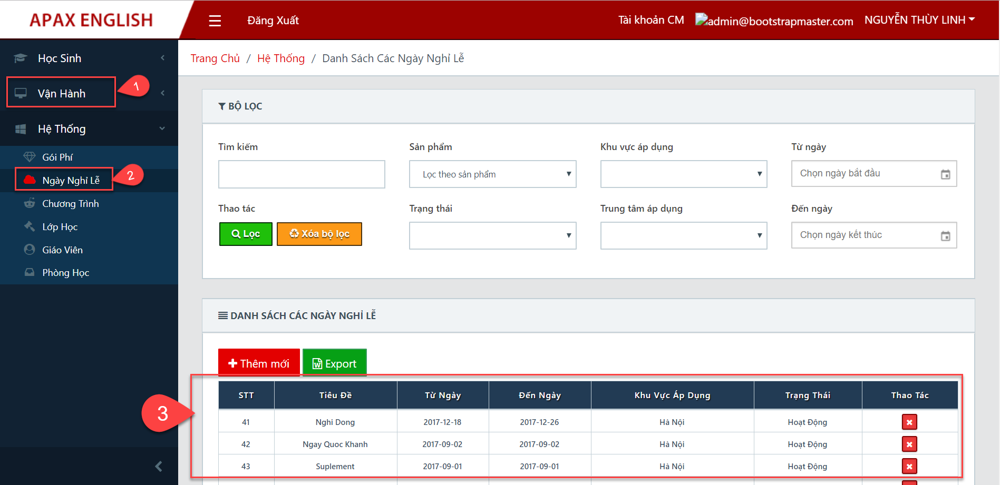 APAX ENGLISH
☰ Đăng Xuất Tài khoản CM admin@bootstrapmaster.com NGUYỄN THÙY LINH
Học Sinh
Vận Hành
1
Hệ Thống
Gói Phí
Ngày Nghỉ Lễ
2
Chương Trình
Lớp Học
Giáo Viên
Phòng Học
Trang Chủ / Hệ Thống / Danh Sách Các Ngày Nghỉ Lễ
BỘ LỌC
Tìm kiếm Sản phẩm Khu vực áp dụng Từ ngày
Lọc theo sản phẩm Chọn ngày bắt đầu
Thao tác Trạng thái Trung tâm áp dụng Đến ngày
Lọc Xóa bộ lọc Chọn ngày kết thúc
DANH SÁCH CÁC NGÀY NGHỈ LỄ
Thêm mới Export
3
STT Tiêu Đề Từ Ngày Đến Ngày Khu Vực Áp Dụng Trạng Thái Thao Tác
41 Nghi Dong 2017-12-18 2017-12-26 Hà Nội Hoạt Động
42 Ngay Quoc Khanh 2017-09-02 2017-09-02 Hà Nội Hoạt Động
43 Suplement 2017-09-01 2017-09-01 Hà Nội Hoạt Động